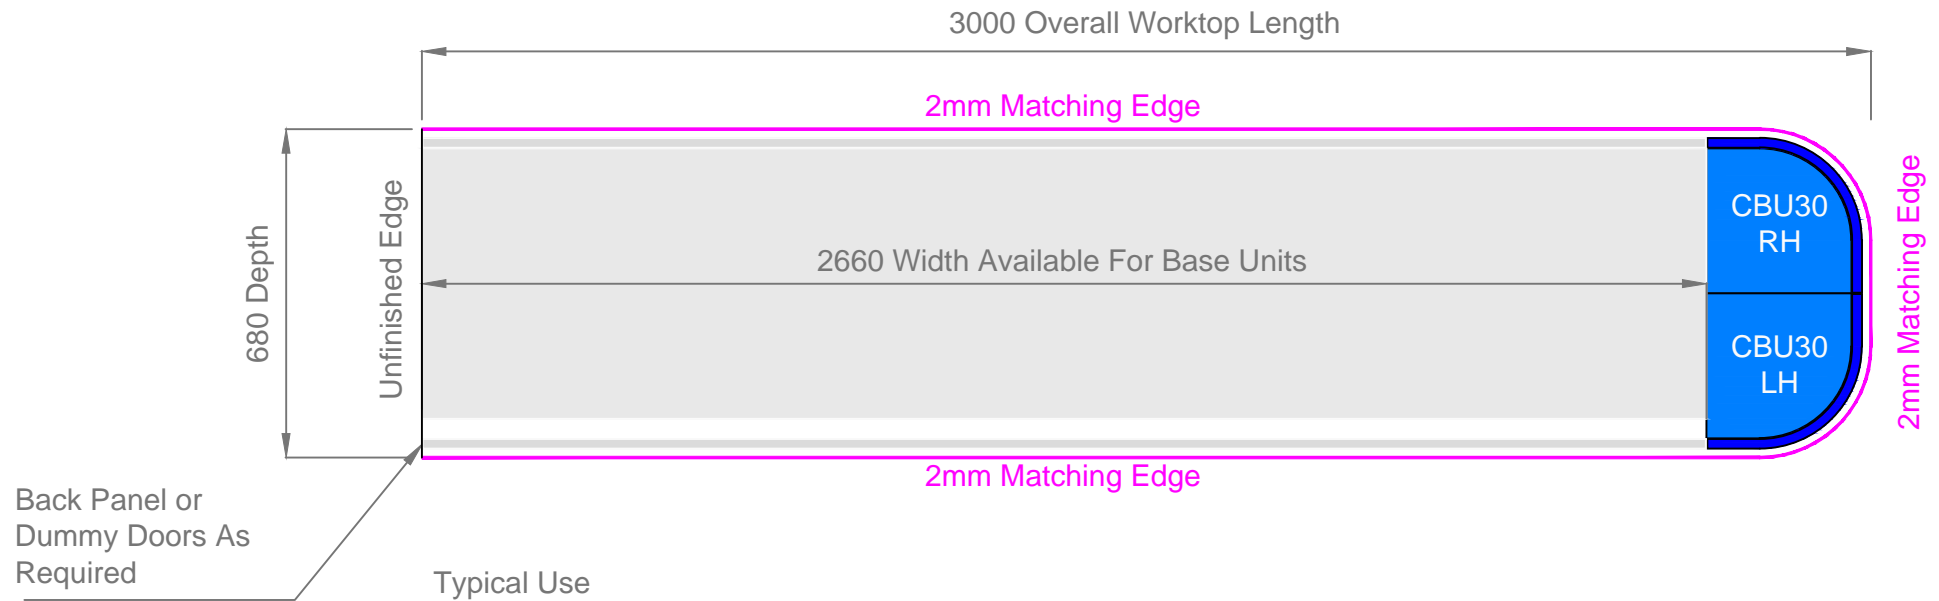 3000 Overall Worktop Length
2mm Matching Edge
680 Depth
Unfinished Edge
2660 Width Available For Base Units
CBU30
RH
CBU30
LH
2mm Matching Edge
2mm Matching Edge
Back Panel or
Dummy Doors As
Required
Typical Use